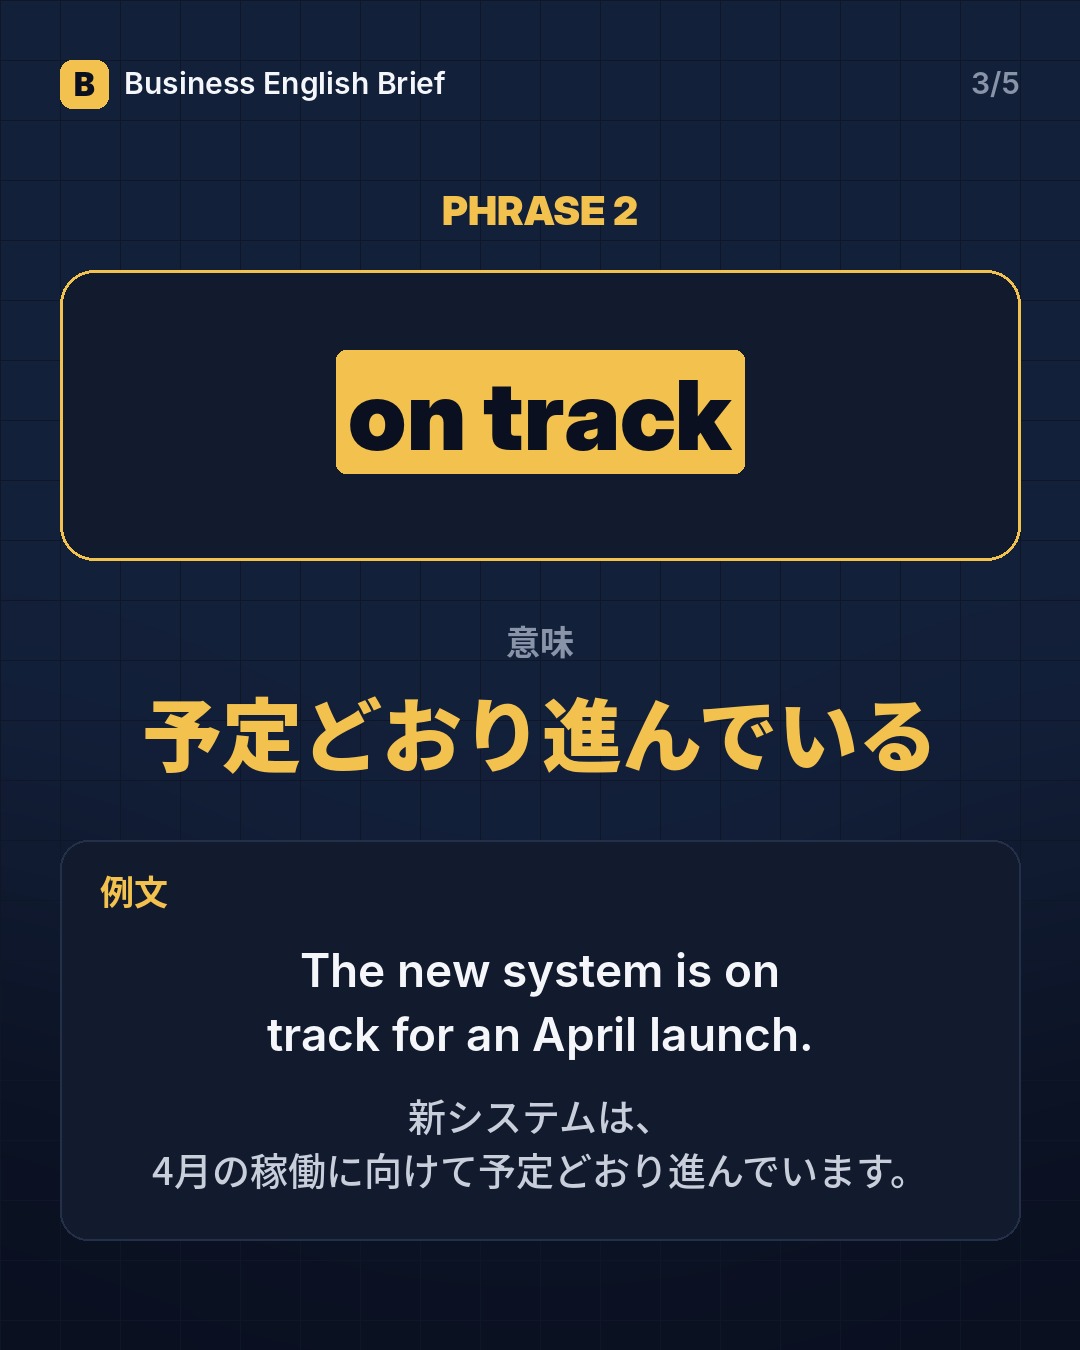 B Business English Brief 3/5
PHRASE 2
on track
意味
予定どおり進んでいる
例文
The new system is on
track for an April launch.
新システムは、
4月の稼働に向けて予定どおり進んでいます。